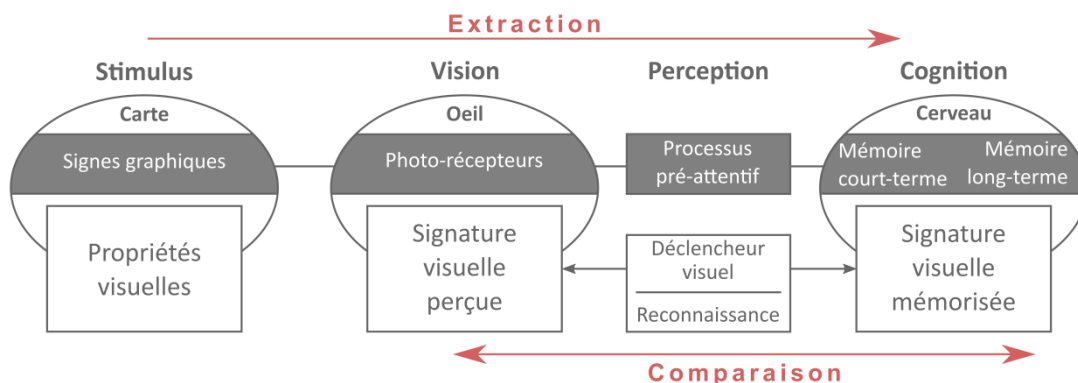 Extraction
Stimulus
Vision
Perception
Cognition
Carte
Oeil
Cerveau
Signes graphiques
Photo-récepteurs
Processus
pré-attentif
Mémoire
court-terme
Mémoire
long-terme
Propriétés
visuelles
Signature
visuelle
perçue
Déclencheur
visuel
Reconnaissance
Signature
visuelle
mémorisée
Comparaison